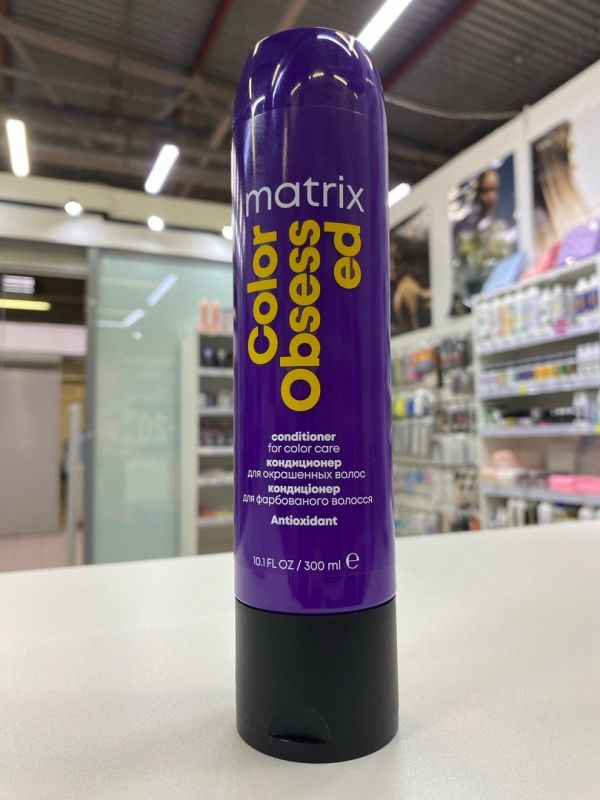 matrix
Color
Obsess
ed
conditioner
for color care
кондиционер
для окрашенных волос
кондиціонер
для фарбованого волосся
Antioxidant
10.1 FL OZ / 300 ml ℮